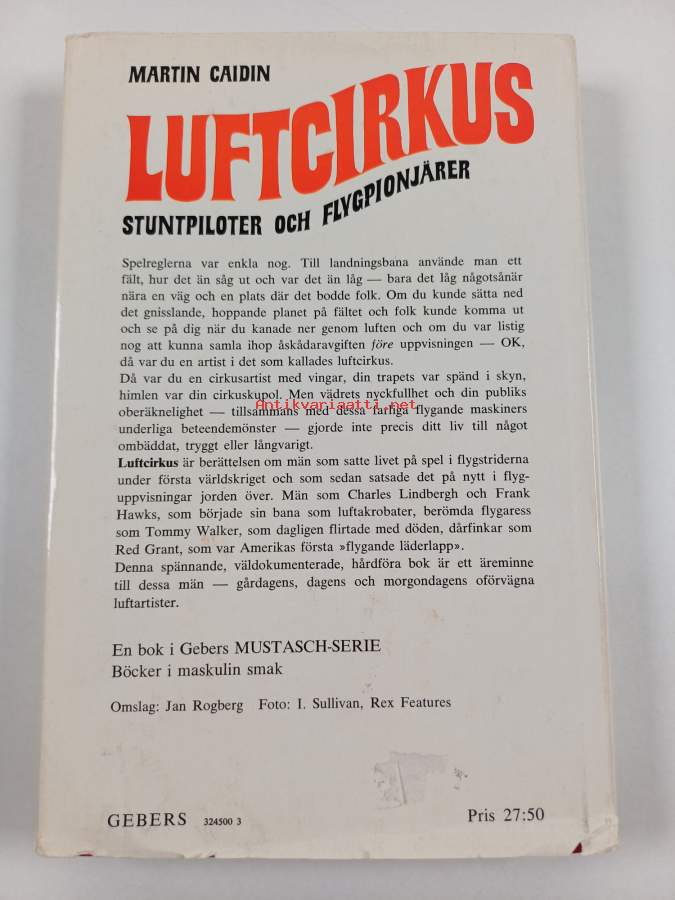 MARTIN CAIDIN
LUFTCIRKUS
STUNTPILOTER OCH FLYGPIONJÄRER
Spelreglerna var enkla nog. Till landningsbana använde man ett
fält, hur det än såg ut och var det än låg — bara det låg någotsånär
nära en väg och en plats där det bodde folk. Om du kunde sätta ned
det gnisslande, hoppande planet på fältet och folk kunde komma ut
och se på dig när du kanade ner genom luften och om du var listig
nog att kunna samla ihop åskådaravgiften före uppvisningen — OK,
då var du en artist i det som kallades luftcirkus.
Då var du en cirkusartist med vingar, din trapets var spänd i skyn,
himlen var din cirkuskupol. Men vädrets nyckfullhet och din publiks
oberäknelighet — tillsammans med dessa farliga flygande maskiners
Antikvariaatti.net
underliga beteendemönster — gjorde inte precis ditt liv till något
ombäddat, tryggt eller långvarigt.
Luftcirkus är berättelsen om män som satte livet på spel i flygstriderna
under första världskriget och som sedan satsade det på nytt i flyg-
uppvisningar jorden över. Män som Charles Lindbergh och Frank
Hawks, som började sin bana som luftakrobater, berömda flygaress
som Tommy Walker, som dagligen flirtade med döden, dårfinkar som
Red Grant, som var Amerikas första »flygande läderlapp».
Denna spännande, väldokumenterade, hårdföra bok är ett äreminne
till dessa män — gårdagens, dagens och morgondagens oförvägna
luftartister.
En bok i Gebers MUSTASCH-SERIE
Böcker i maskulin smak
Omslag: Jan Rogberg Foto: I. Sullivan, Rex Features
GEBERS 324500 3
Pris 27:50